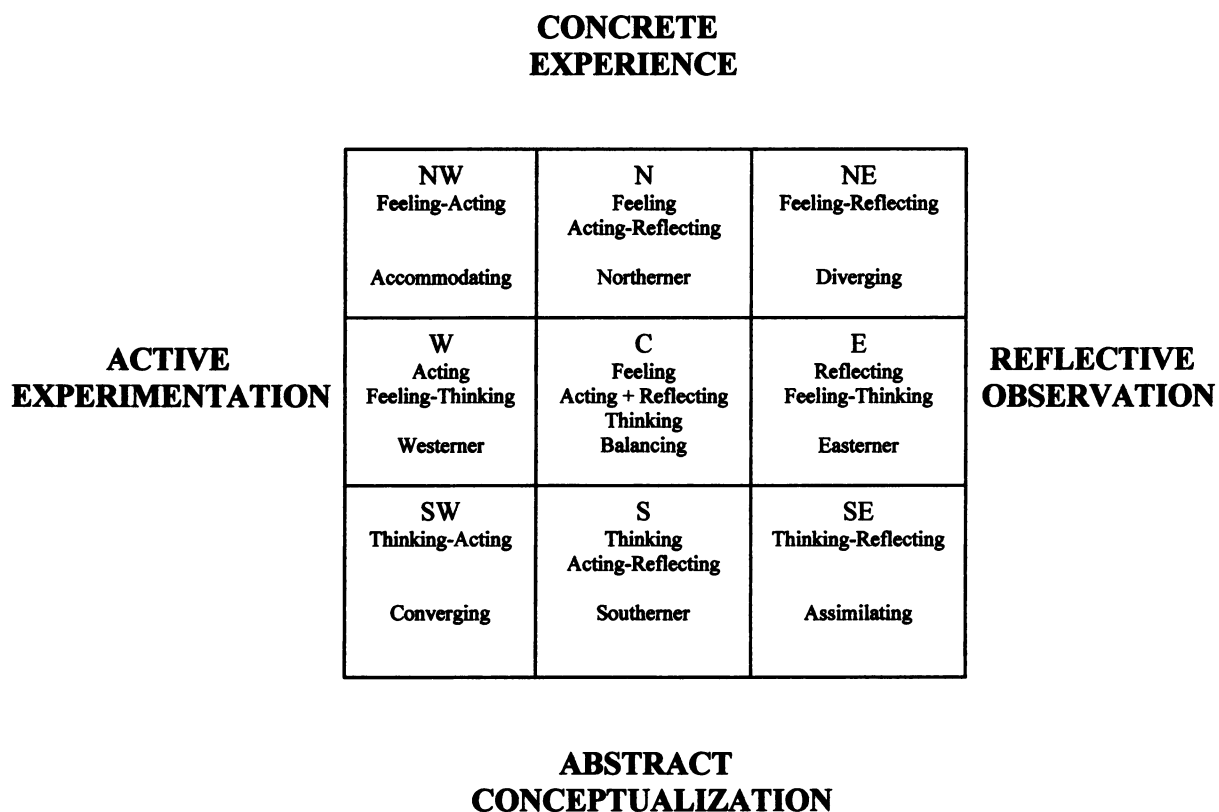 CONCRETE
EXPERIENCE
NW
Feeling-Acting
Accommodating
N
Feeling
Acting-Reflecting
Northerner
NE
Feeling-Reflecting
Diverging
ACTIVE
EXPERIMENTATION
W
Acting
Feeling-Thinking
Westerner
C
Feeling
Acting + Reflecting
Thinking
Balancing
E
Reflecting
Feeling-Thinking
Easterner
REFLECTIVE
OBSERVATION
SW
Thinking-Acting
Converging
S
Thinking
Acting-Reflecting
Southerner
SE
Thinking-Reflecting
Assimilating
ABSTRACT
CONCEPTUALIZATION